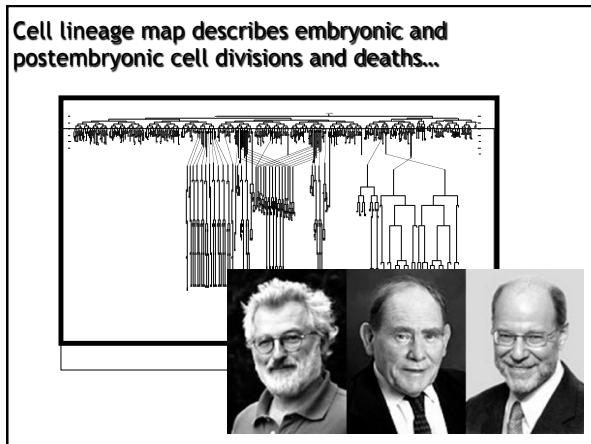 Cell lineage map describes embryonic and
postembryonic cell divisions and deaths…